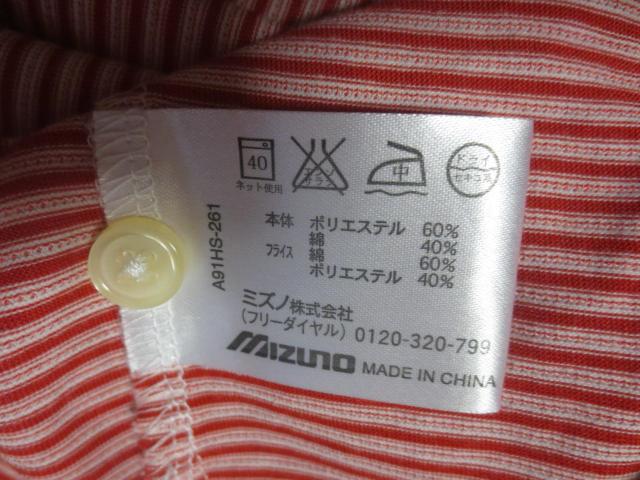 40
ネット使用
エンソ
サラシ
中
ドライ
セキユ系
A91HS-261
本体 ポリエステル 60%
綿 40%
フライス 綿 60%
ポリエステル 40%
ミズノ株式会社
(フリーダイヤル) 0120-320-799
MIZUNO MADE IN CHINA